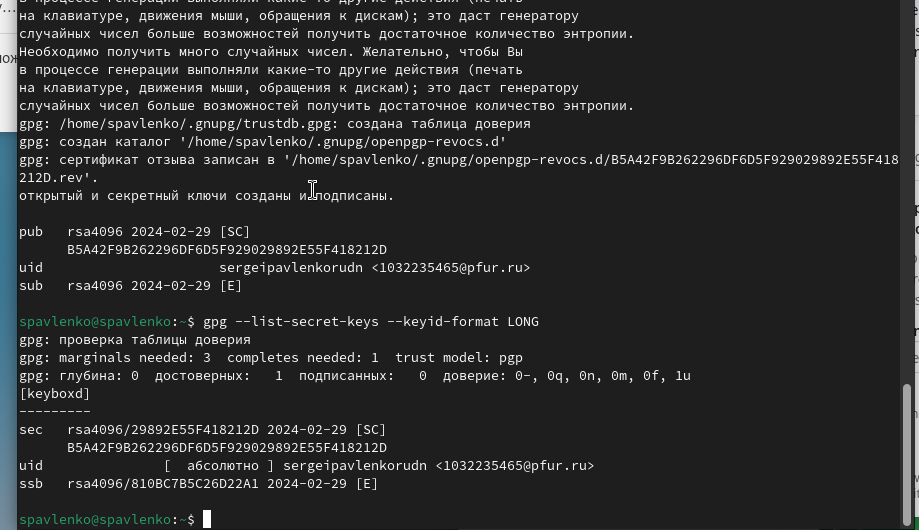 на клавиатуре, движения мыши, обращения к дискам); это даст генератору
случайных чисел больше возможностей получить достаточное количество энтропии.
Необходимо получить много случайных чисел. Желательно, чтобы Вы
в процессе генерации выполняли какие-то другие действия (печать
на клавиатуре, движения мыши, обращения к дискам); это даст генератору
случайных чисел больше возможностей получить достаточное количество энтропии.
gpg: /home/spavlenko/.gnupg/trustdb.gpg: создана таблица доверия
gpg: создан каталог '/home/spavlenko/.gnupg/openpgp-revocs.d'
gpg: сертификат отзыва записан в '/home/spavlenko/.gnupg/openpgp-revocs.d/B5A42F9B262296DF6D5F929029892E55F418
212D.rev'.
открытый и секретный ключи созданы и подписаны.
pub rsa4096 2024-02-29 [SC]
B5A42F9B262296DF6D5F929029892E55F418212D
uid sergeipavlenkorudn <1032235465@pfur.ru>
sub rsa4096 2024-02-29 [E]
spavlenko@spavlenko:~$ gpg --list-secret-keys --keyid-format LONG
gpg: проверка таблицы доверия
gpg: marginals needed: 3 completes needed: 1 trust model: pgp
gpg: глубина: 0 достоверных: 1 подписанных: 0 доверие: 0-, 0q, 0n, 0m, 0f, 1u
[keyboxd]
---------
sec rsa4096/29892E55F418212D 2024-02-29 [SC]
B5A42F9B262296DF6D5F929029892E55F418212D
uid [ абсолютно ] sergeipavlenkorudn <1032235465@pfur.ru>
ssb rsa4096/810BC7B5C26D22A1 2024-02-29 [E]
spavlenko@spavlenko:~$